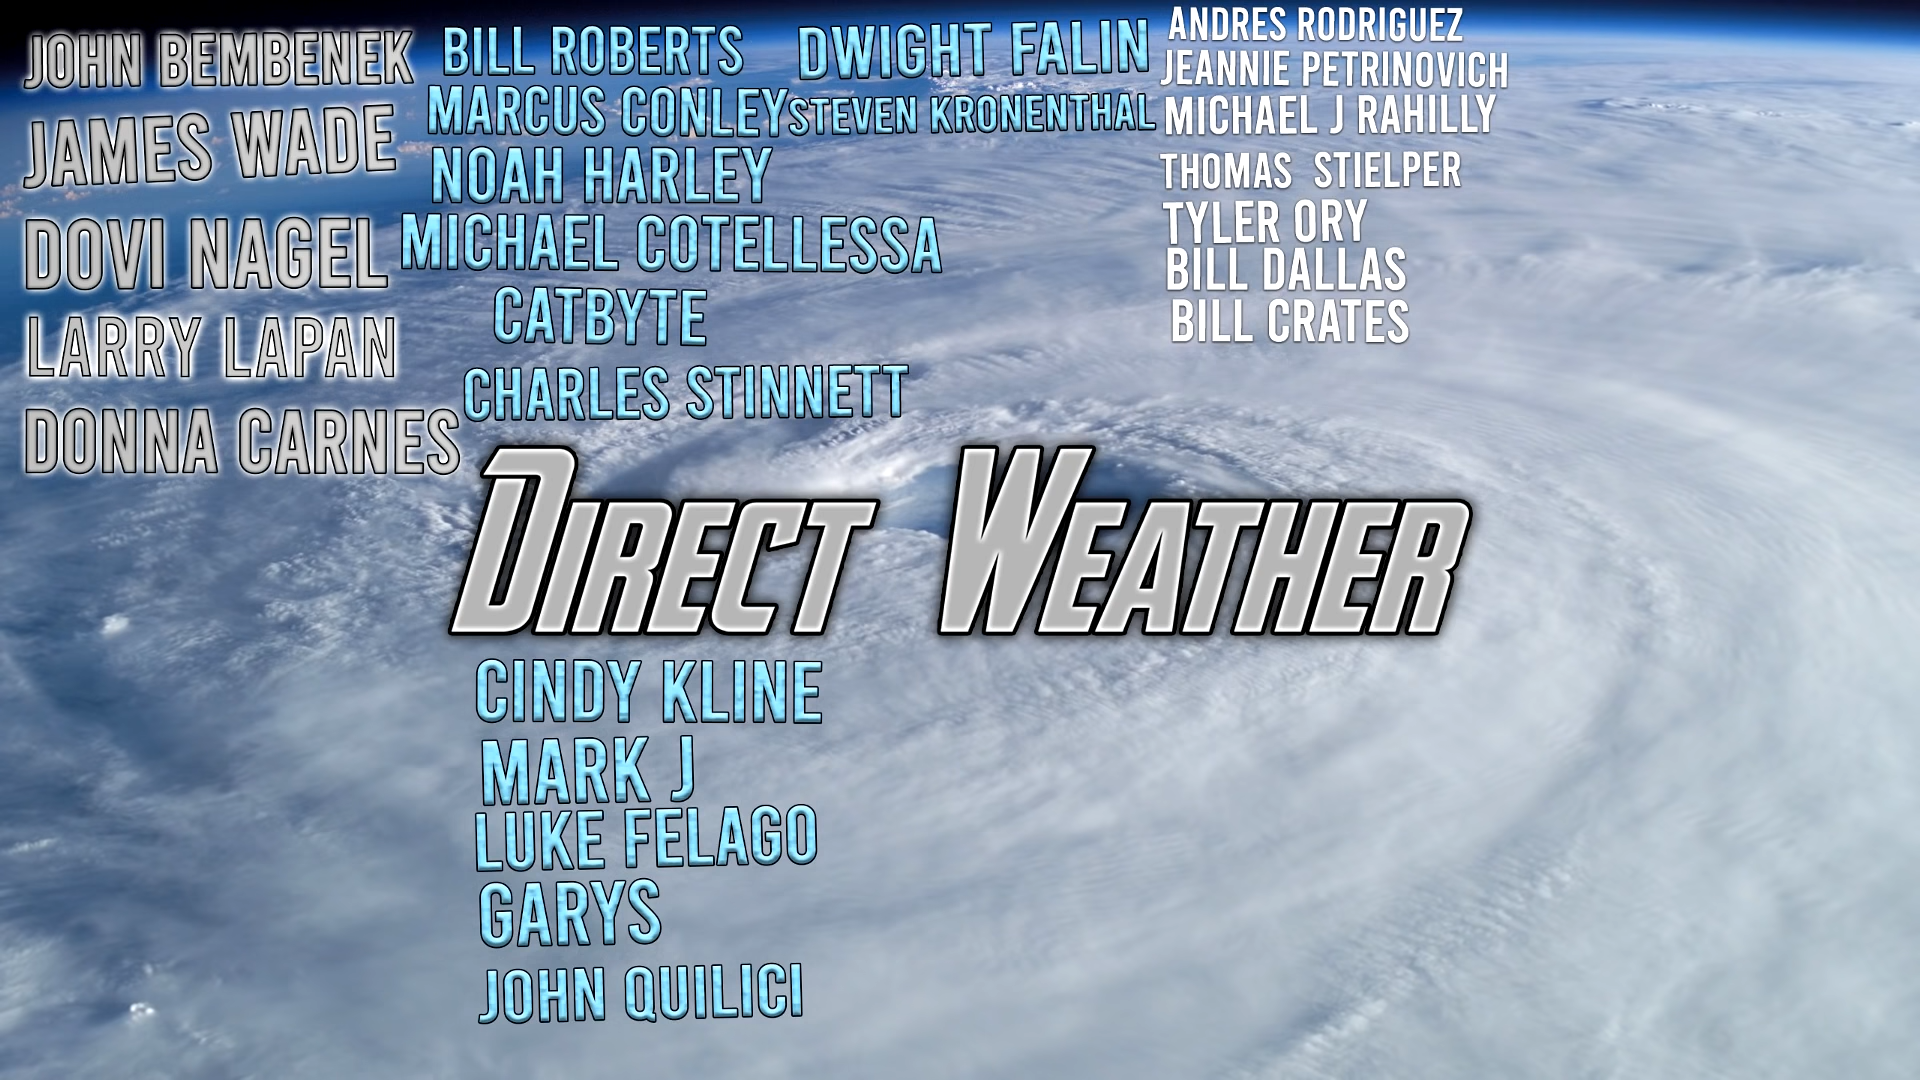 JOHN BEMBENEK
JAMES WADE
DOVI NAGEL
LARRY LAPAN
DONNA CARNES
BILL ROBERTS
MARCUS CONLEY
NOAH HARLEY
MICHAEL COTELLESSA
CATBYTE
CHARLES STINNETT
DWIGHT FALIN
STEVEN KRONENTHAL
ANDRES RODRIGUEZ
JEANNIE PETRINOVICH
MICHAEL J RAHILLY
THOMAS STIELPER
TYLER ORY
BILL DALLAS
BILL CRATES
DIRECT WEATHER
CINDY KLINE
MARK J
LUKE FELAGO
GARYS
JOHN QUILICI